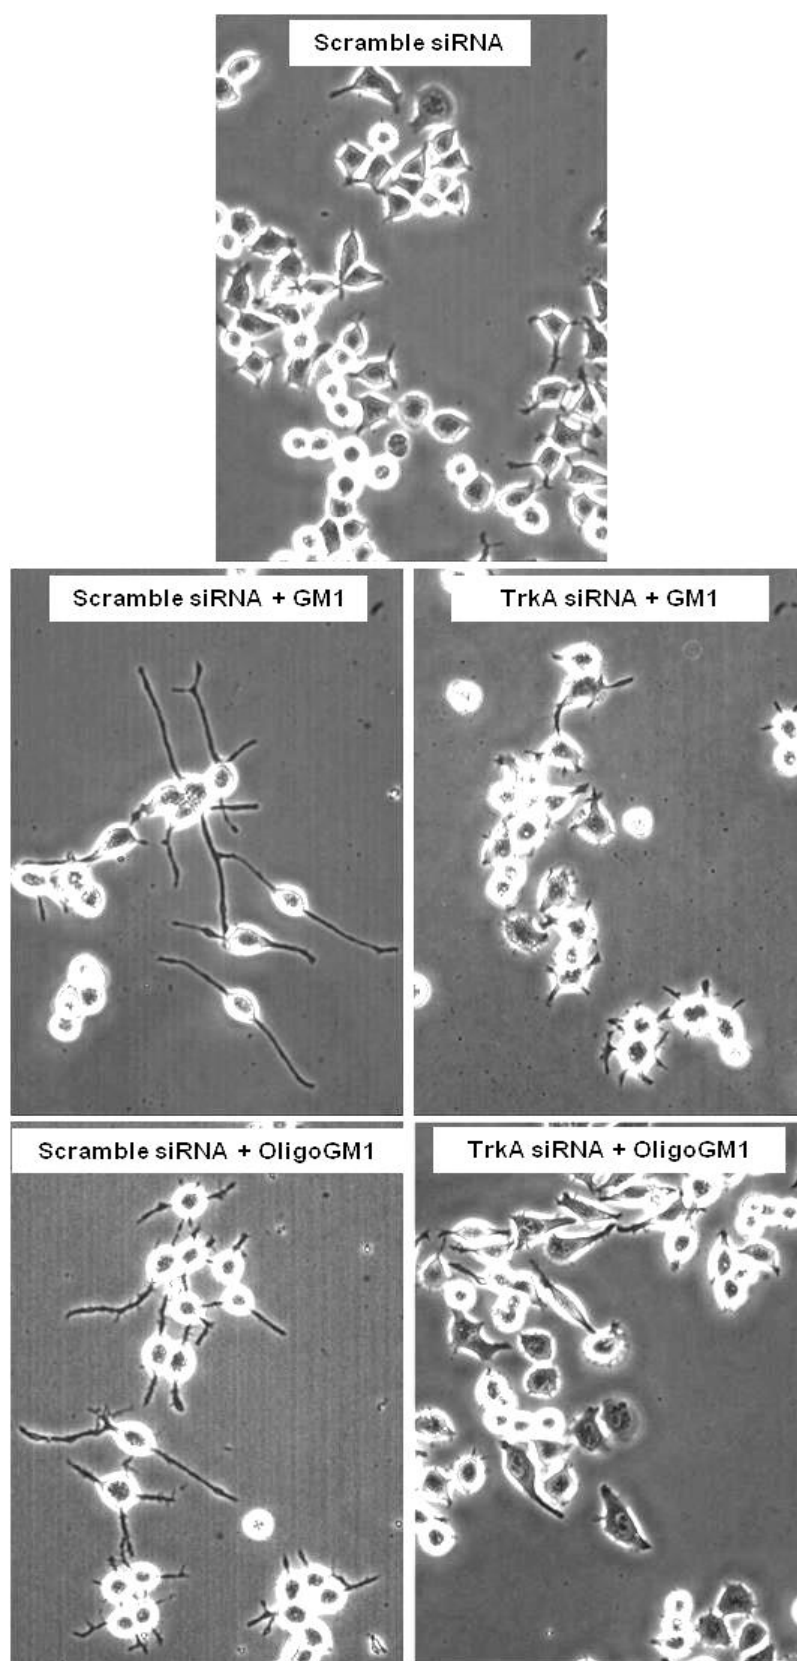 Scramble siRNA
Scramble siRNA + GM1
TrkA siRNA + GM1
Scramble siRNA + OligoGM1
TrkA siRNA + OligoGM1